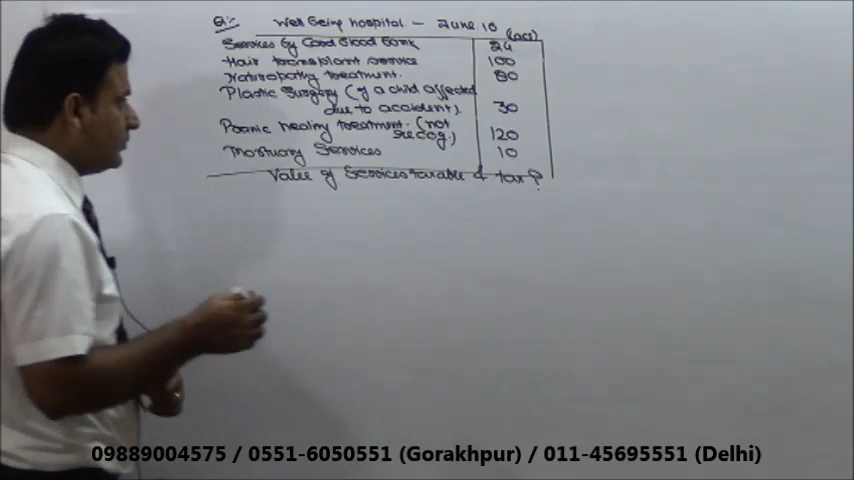 Q:- Well being hospital - June 16
(lacs)
Services by Cord Blood Bank 24
Hair transplant service 100
Naturopathy treatment. 80
Plastic Surgery (of a child affected
due to accident). 30
Pranic healing treatment. (not
recog.) 120
Mortuary Services 10
Value of Services taxable & tax?
09889004575 / 0551-6050551 (Gorakhpur) / 011-45695551 (Delhi)